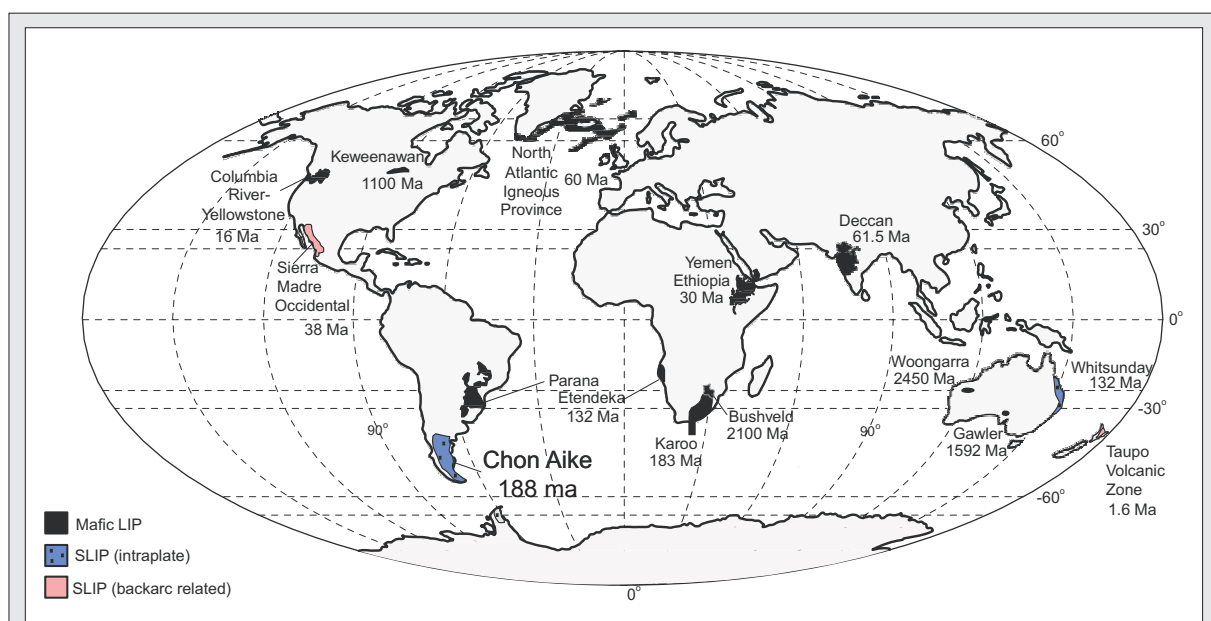 60°
Keweenawan
1100 Ma
North
Atlantic
Igneous
Province
60 Ma
Columbia
River-
Yellowstone
16 Ma
Deccan
61.5 Ma
30°
Sierra
Madre
Occidental
38 Ma
Yemen
Ethiopia
30 Ma
0°
Woongarra
2450 Ma
Whitsunday
132 Ma
Parana
Etendeka
132 Ma
-30°
Bushveld
2100 Ma
Karoo
183 Ma
90°
90°
Gawler
1592 Ma
Chon Aike
188 ma
Taupo
Volcanic
Zone
1.6 Ma
-60°
Mafic LIP
SLIP (intraplate)
SLIP (backarc related)
0°